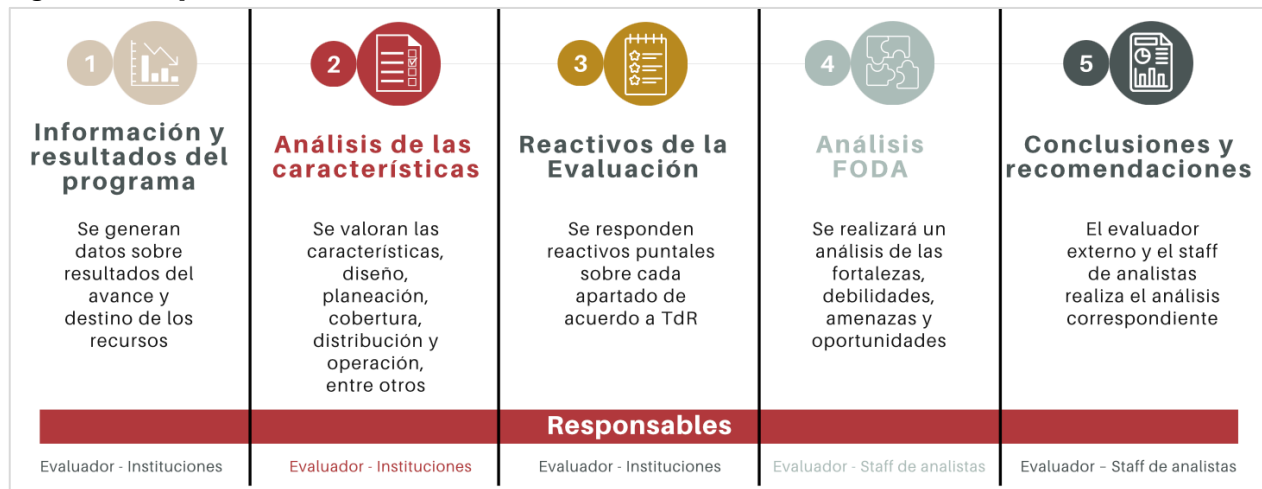 1
Información y
resultados del
programa
Se generan
datos sobre
resultados del
avance y
destino de los
recursos
2
Análisis de las
características
Se valoran las
características,
diseño,
planeación,
cobertura,
distribución y
operación,
entre otros
3
Reactivos de la
Evaluación
Se responden
reactivos puntales
sobre cada
apartado de
acuerdo a TdR
4
Análisis
FODA
Se realizará un
análisis de las
fortalezas,
debilidades,
amenazas y
oportunidades
5
Conclusiones y
recomendaciones
El evaluador
externo y el staff
de analistas
realiza el análisis
correspondiente
Responsables
Evaluador - Instituciones
Evaluador - Instituciones
Evaluador - Instituciones
Evaluador - Staff de analistas
Evaluador – Staff de analistas